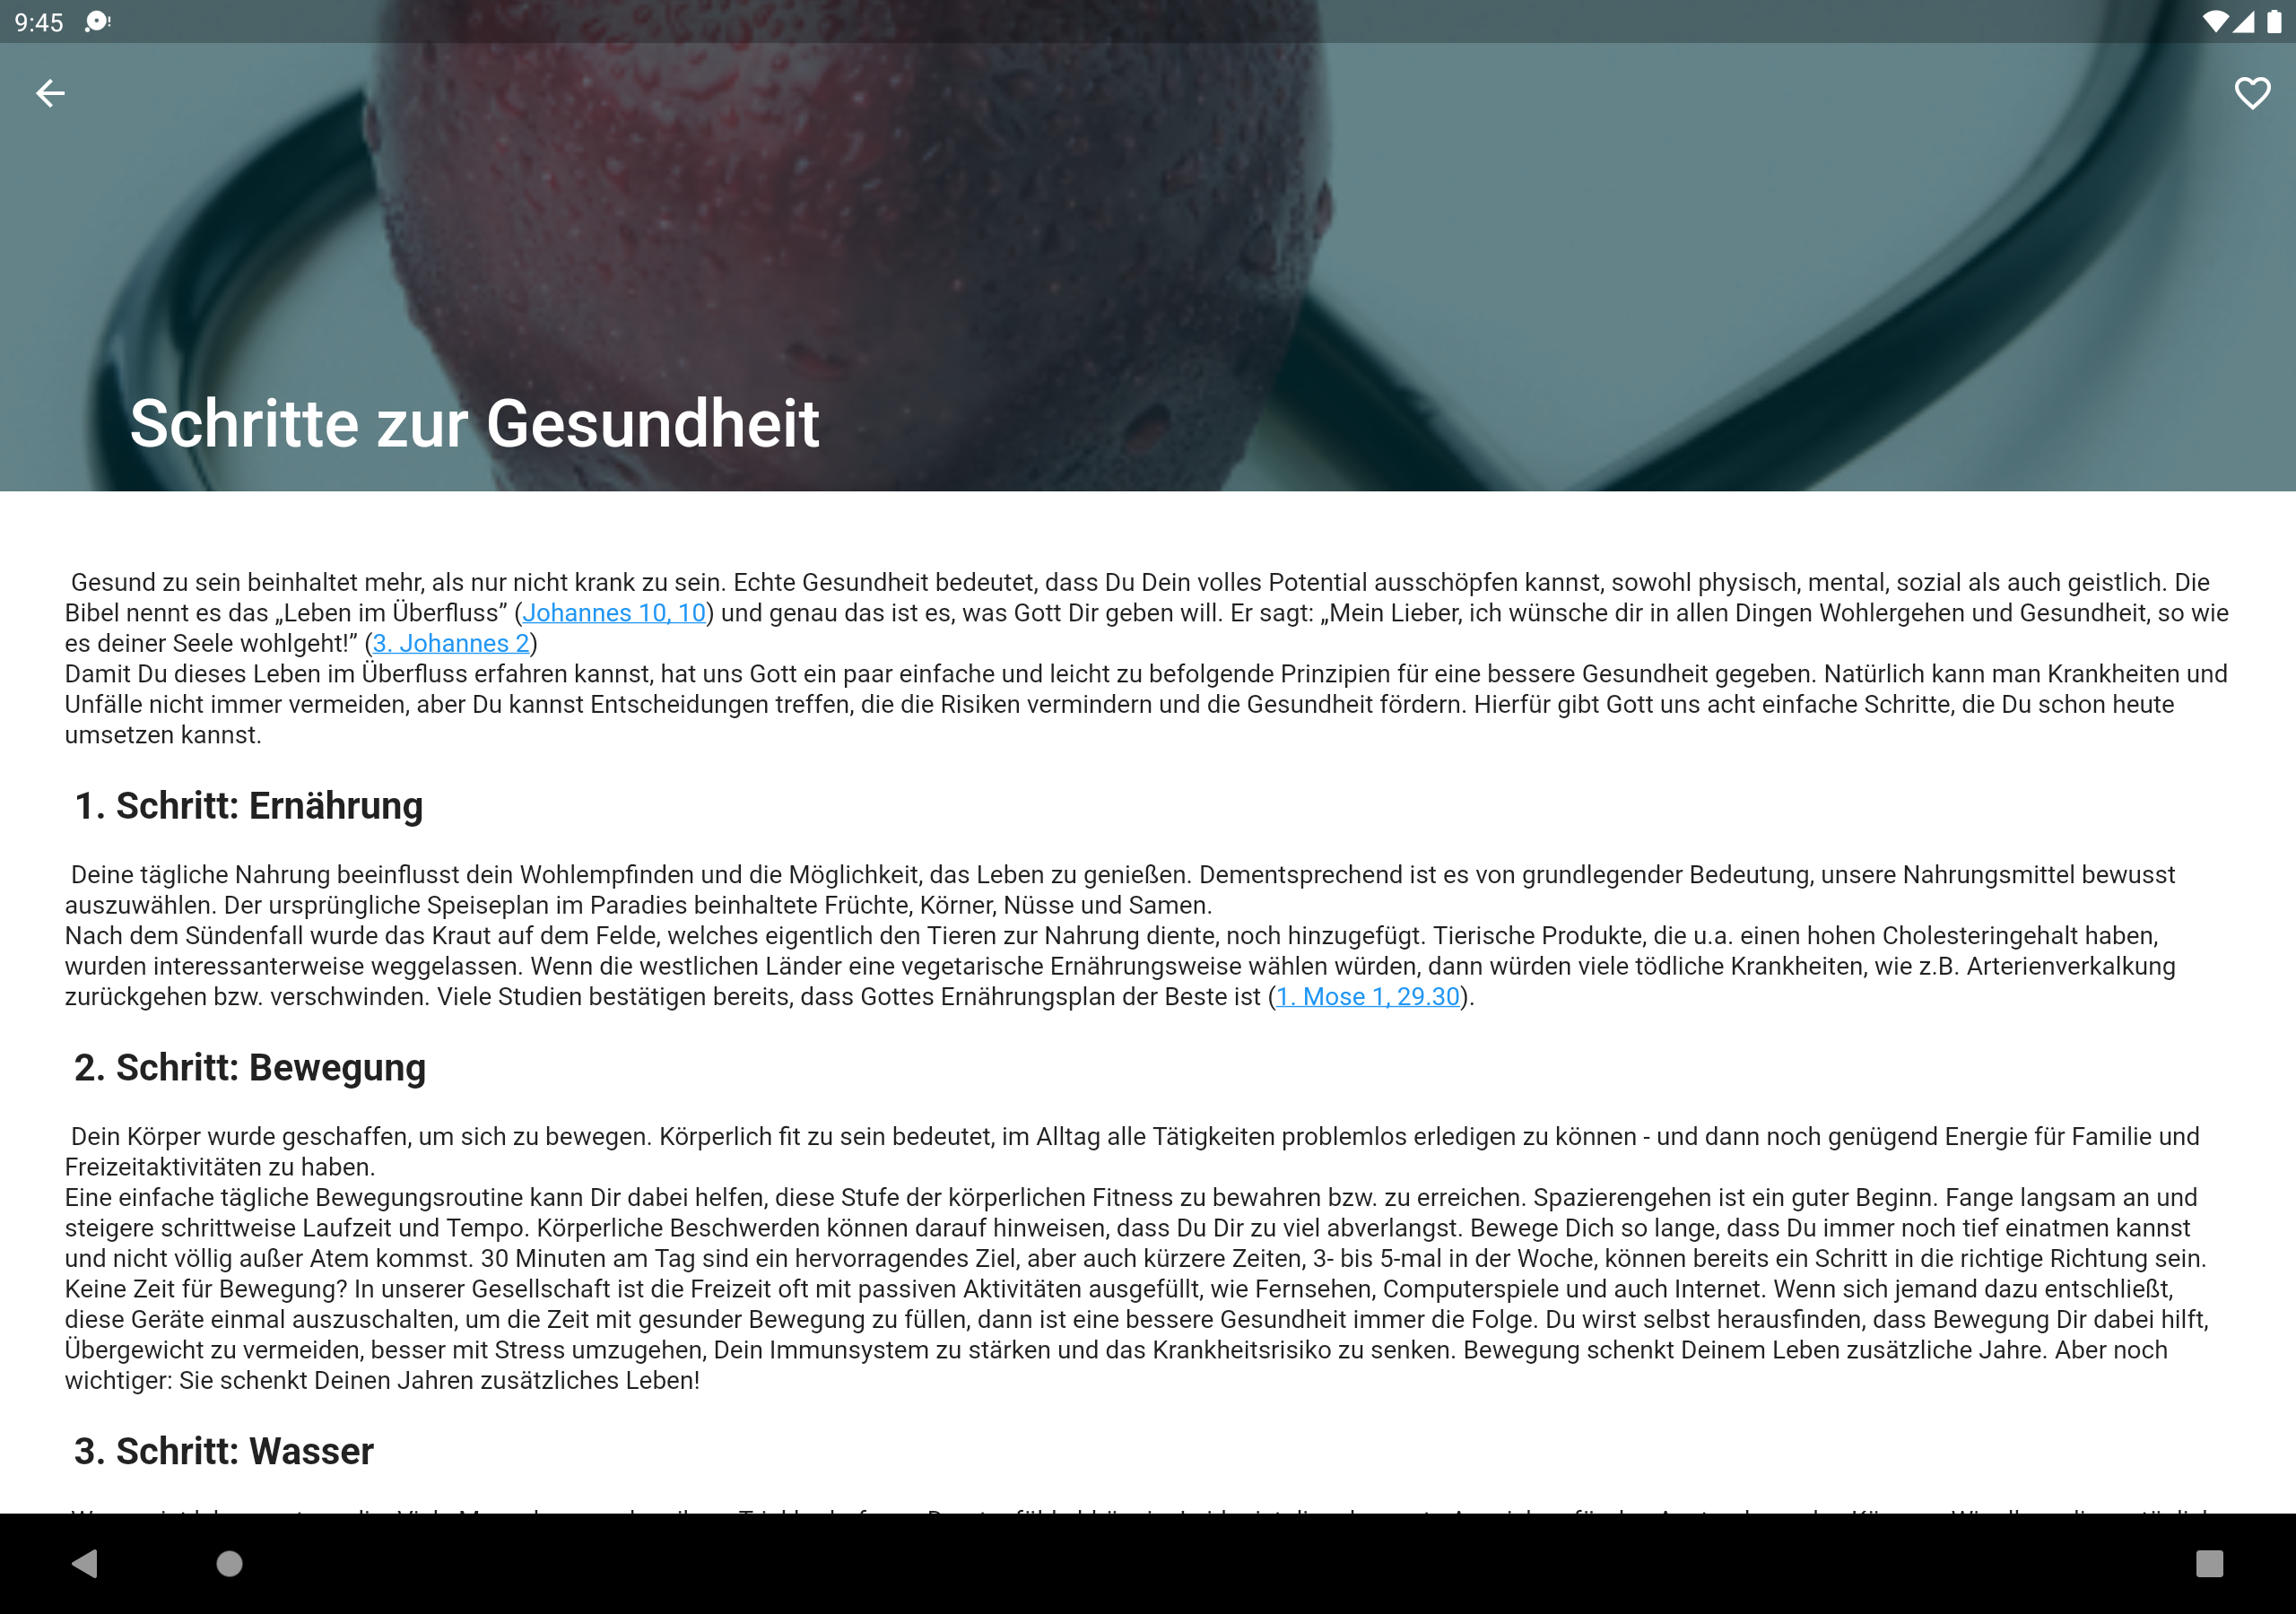 9:45
Schritte zur Gesundheit
Gesund zu sein beinhaltet mehr, als nur nicht krank zu sein. Echte Gesundheit bedeutet, dass Du Dein volles Potential ausschöpfen kannst, sowohl physisch, mental, sozial als auch geistlich. Die
Bibel nennt es das „Leben im Überfluss” (Johannes 10, 10) und genau das ist es, was Gott Dir geben will. Er sagt: „Mein Lieber, ich wünsche dir in allen Dingen Wohlergehen und Gesundheit, so wie
es deiner Seele wohlgeht!” (3. Johannes 2)
Damit Du dieses Leben im Überfluss erfahren kannst, hat uns Gott ein paar einfache und leicht zu befolgende Prinzipien für eine bessere Gesundheit gegeben. Natürlich kann man Krankheiten und
Unfälle nicht immer vermeiden, aber Du kannst Entscheidungen treffen, die die Risiken vermindern und die Gesundheit fördern. Hierfür gibt Gott uns acht einfache Schritte, die Du schon heute
umsetzen kannst.
1. Schritt: Ernährung
Deine tägliche Nahrung beeinflusst dein Wohlempfinden und die Möglichkeit, das Leben zu genießen. Dementsprechend ist es von grundlegender Bedeutung, unsere Nahrungsmittel bewusst
auszuwählen. Der ursprüngliche Speiseplan im Paradies beinhaltete Früchte, Körner, Nüsse und Samen.
Nach dem Sündenfall wurde das Kraut auf dem Felde, welches eigentlich den Tieren zur Nahrung diente, noch hinzugefügt. Tierische Produkte, die u.a. einen hohen Cholesteringehalt haben,
wurden interessanterweise weggelassen. Wenn die westlichen Länder eine vegetarische Ernährungsweise wählen würden, dann würden viele tödliche Krankheiten, wie z.B. Arterienverkalkung
zurückgehen bzw. verschwinden. Viele Studien bestätigen bereits, dass Gottes Ernährungsplan der Beste ist (1. Mose 1, 29.30).
2. Schritt: Bewegung
Dein Körper wurde geschaffen, um sich zu bewegen. Körperlich fit zu sein bedeutet, im Alltag alle Tätigkeiten problemlos erledigen zu können - und dann noch genügend Energie für Familie und
Freizeitaktivitäten zu haben.
Eine einfache tägliche Bewegungsroutine kann Dir dabei helfen, diese Stufe der körperlichen Fitness zu bewahren bzw. zu erreichen. Spazierengehen ist ein guter Beginn. Fange langsam an und
steigere schrittweise Laufzeit und Tempo. Körperliche Beschwerden können darauf hinweisen, dass Du Dir zu viel abverlangst. Bewege Dich so lange, dass Du immer noch tief einatmen kannst
und nicht völlig außer Atem kommst. 30 Minuten am Tag sind ein hervorragendes Ziel, aber auch kürzere Zeiten, 3- bis 5-mal in der Woche, können bereits ein Schritt in die richtige Richtung sein.
Keine Zeit für Bewegung? In unserer Gesellschaft ist die Freizeit oft mit passiven Aktivitäten ausgefüllt, wie Fernsehen, Computerspiele und auch Internet. Wenn sich jemand dazu entschließt,
diese Geräte einmal auszuschalten, um die Zeit mit gesunder Bewegung zu füllen, dann ist eine bessere Gesundheit immer die Folge. Du wirst selbst herausfinden, dass Bewegung Dir dabei hilft,
Übergewicht zu vermeiden, besser mit Stress umzugehen, Dein Immunsystem zu stärken und das Krankheitsrisiko zu senken. Bewegung schenkt Deinem Leben zusätzliche Jahre. Aber noch
wichtiger: Sie schenkt Deinen Jahren zusätzliches Leben!
3. Schritt: Wasser